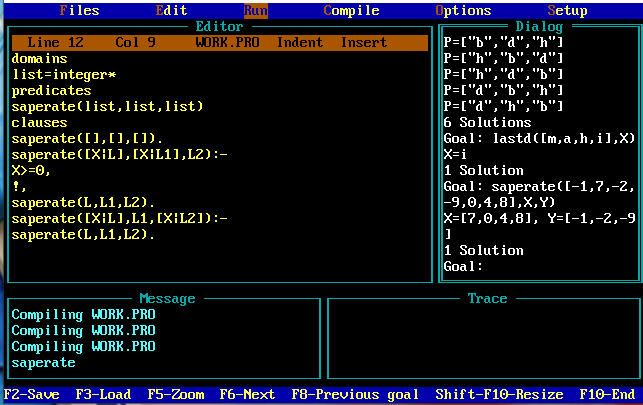 Files Edit Run Compile Options Setup
Editor
Line 12 Col 9 WORK.PRO Indent Insert
domains
list=integer*
predicates
saperate(list,list,list)
clauses
saperate([],[],[]).
saperate([X|L],[X|L1],L2):-
X>=0,
!,
saperate(L,L1,L2).
saperate([X|L],L1,[X|L2]):-
saperate(L,L1,L2).
Dialog
P=["b","d","h"]
P=["h","b","d"]
P=["h","d","b"]
P=["d","b","h"]
P=["d","h","b"]
6 Solutions
Goal: lastd([m,a,h,i],X)
X=i
1 Solution
Goal: saperate([-1,7,-2,
-9,0,4,8],X,Y)
X=[7,0,4,8], Y=[-1,-2,-9
]
1 Solution
Goal:
Message
Compiling WORK.PRO
Compiling WORK.PRO
Compiling WORK.PRO
saperate
Trace
F2-Save F3-Load F5-Zoom F6-Next F8-Previous goal Shift-F10-Resize F10-End